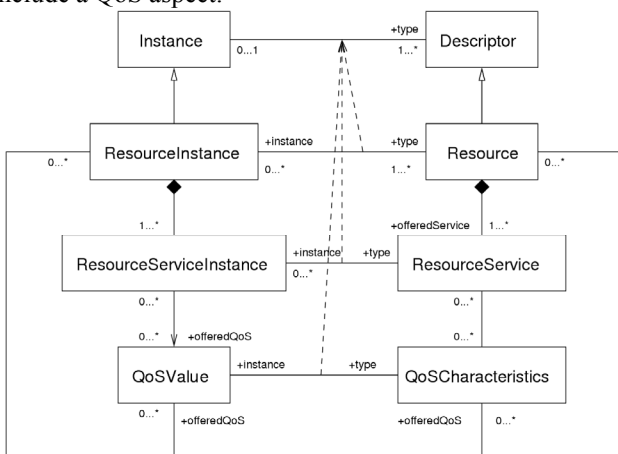 nclude a QoS aspect.
Instance
+type
Descriptor
0...1
1...*
ResourceInstance
+instance
+type
Resource
0...*
0...*
1...*
0...*
1...*
+offeredService
1...*
ResourceServiceInstance
+instance
+type
ResourceService
0...*
0...*
0...*
0...*
+offeredQoS
0...*
QoSValue
+instance
+type
QoSCharacteristics
0...*
+offeredQoS
+offeredQoS
0...*